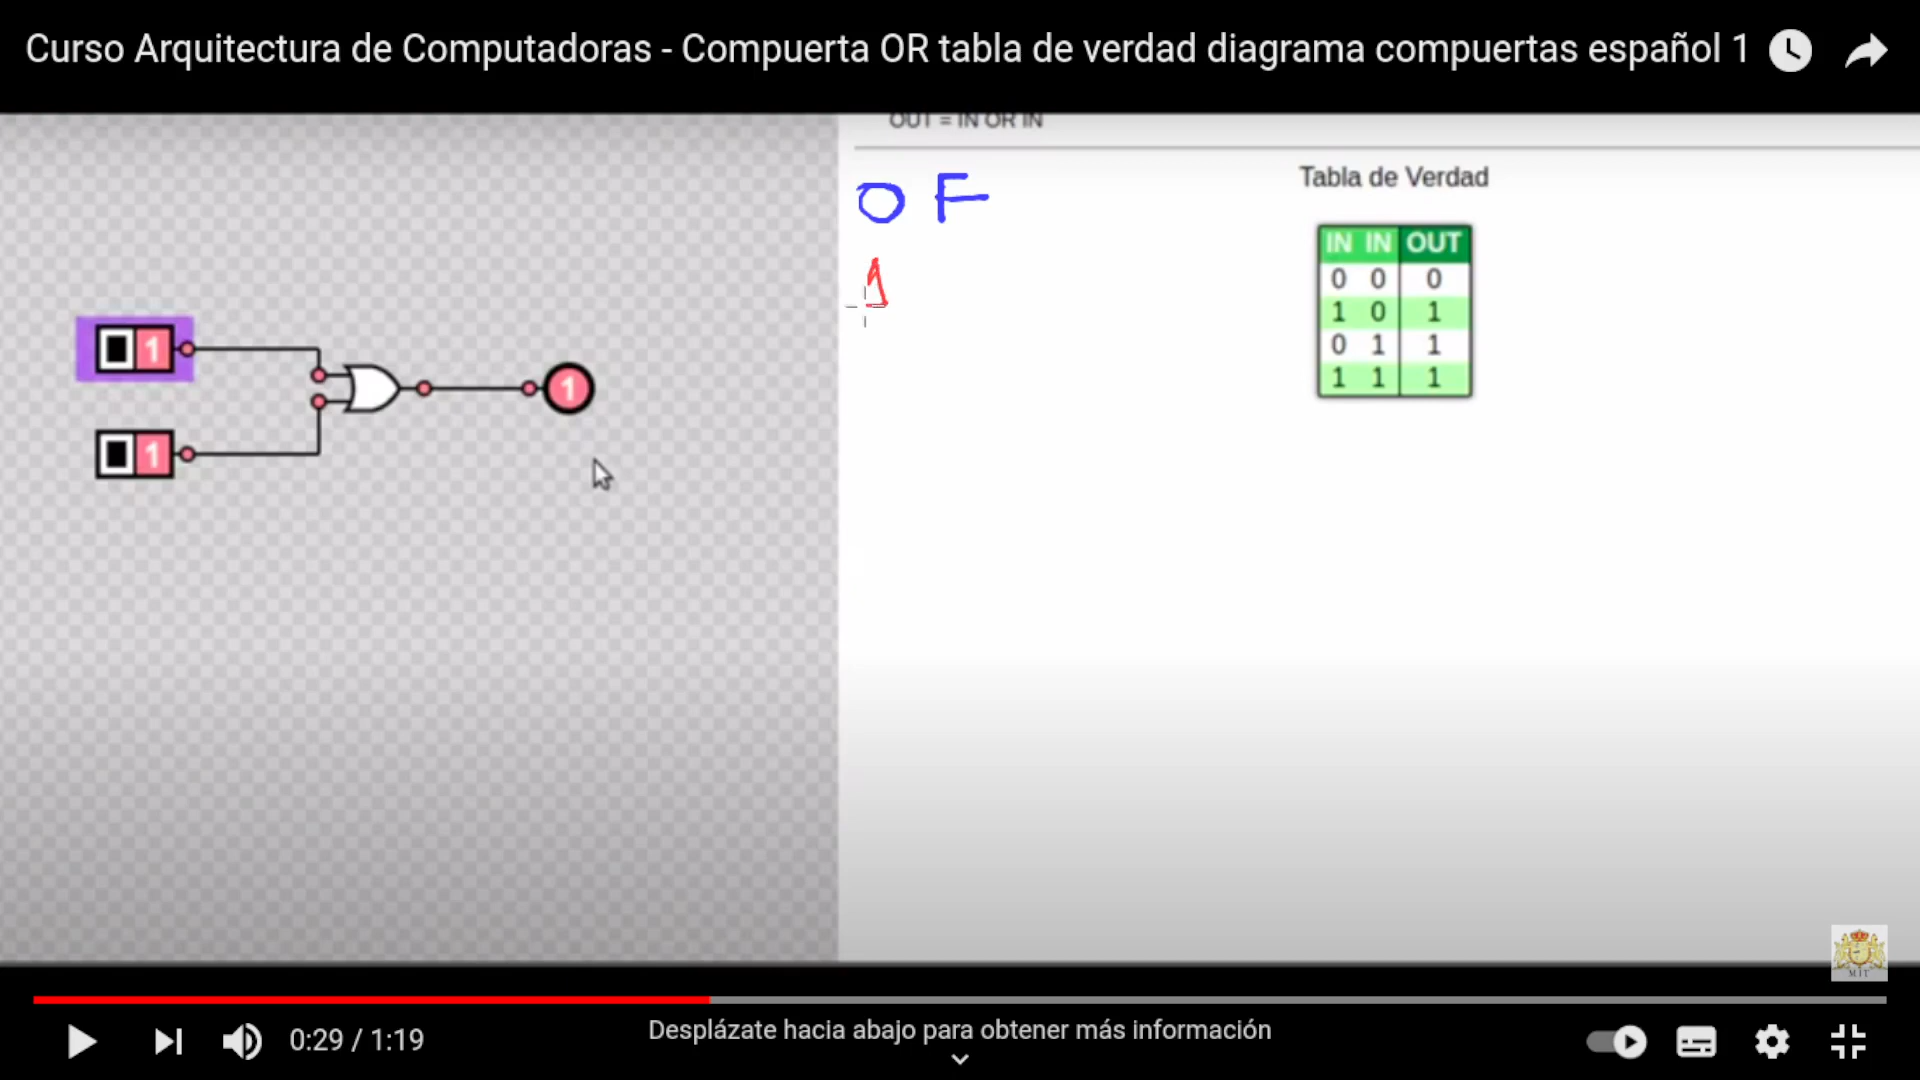 Curso Arquitectura de Computadoras - Compuerta OR tabla de verdad diagrama compuertas español 1
OUT = IN OR IN
O F
1
Tabla de Verdad
IN IN OUT
0 0 0
1 0 1
0 1 1
1 1 1
1
1
1
MIT
0:29 / 1:19
Desplázate hacia abajo para obtener más información